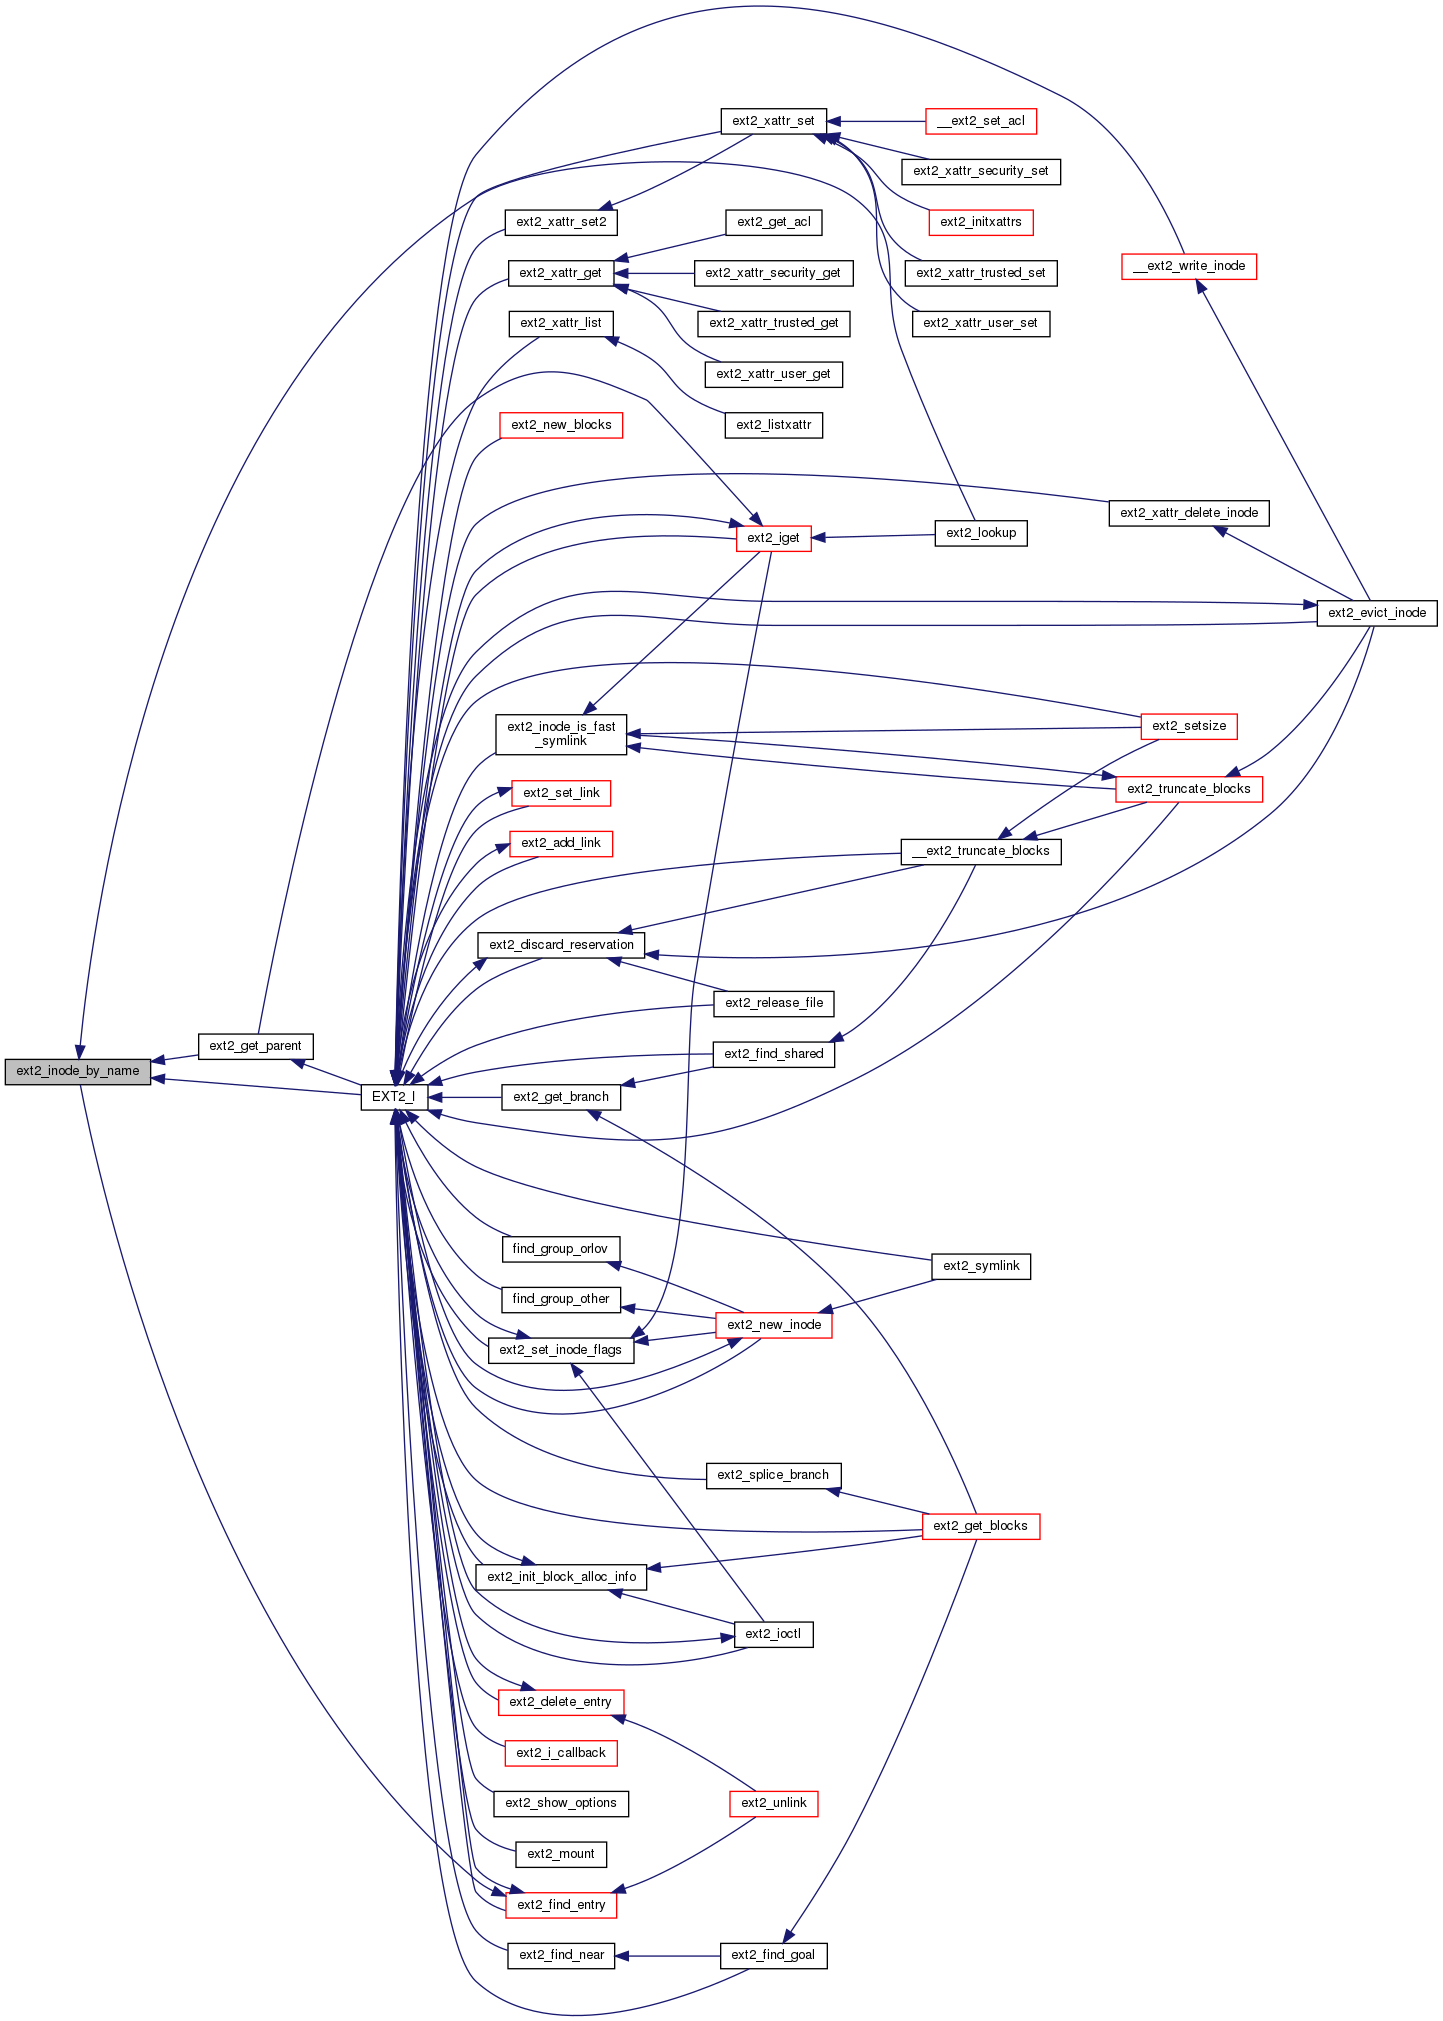 ext2_xattr_set
__ext2_set_acl
ext2_xattr_security_set
ext2_xattr_set2
ext2_get_acl
ext2_initxattrs
ext2_xattr_get
ext2_xattr_security_get
ext2_xattr_trusted_set
__ext2_write_inode
ext2_xattr_list
ext2_xattr_trusted_get
ext2_xattr_user_set
ext2_xattr_user_get
ext2_new_blocks
ext2_listxattr
ext2_xattr_delete_inode
ext2_iget
ext2_lookup
ext2_evict_inode
ext2_inode_is_fast
_symlink
ext2_setsize
ext2_set_link
ext2_truncate_blocks
ext2_add_link
__ext2_truncate_blocks
ext2_discard_reservation
ext2_release_file
ext2_get_parent
ext2_find_shared
ext2_inode_by_name
EXT2_I
ext2_get_branch
find_group_orlov
ext2_symlink
find_group_other
ext2_new_inode
ext2_set_inode_flags
ext2_splice_branch
ext2_get_blocks
ext2_init_block_alloc_info
ext2_ioctl
ext2_delete_entry
ext2_i_callback
ext2_show_options
ext2_unlink
ext2_mount
ext2_find_entry
ext2_find_near
ext2_find_goal